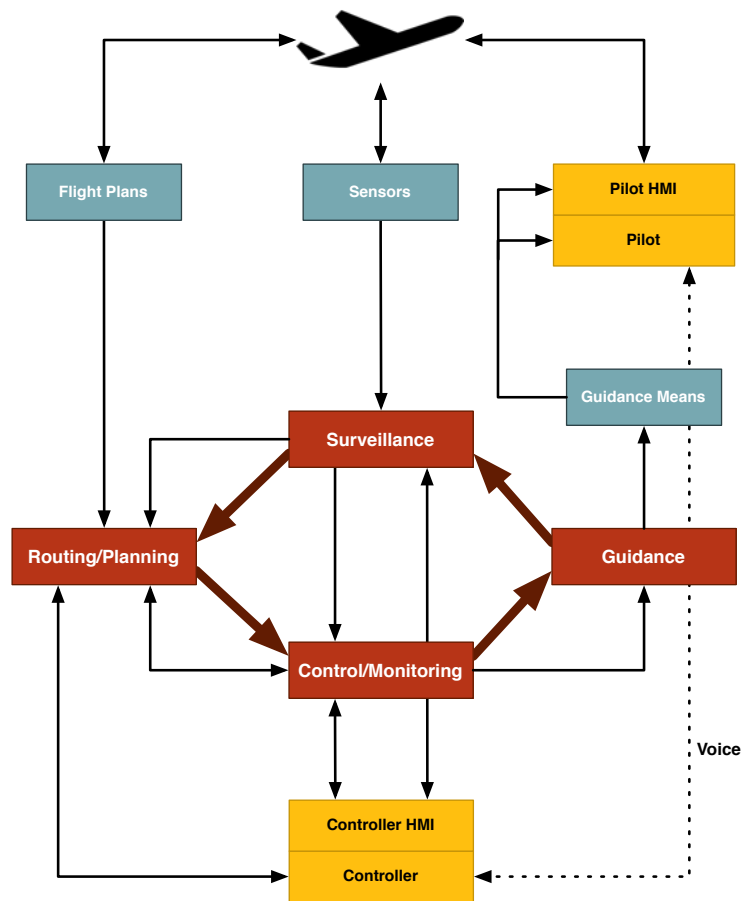 Flight Plans
Sensors
Pilot HMI
Pilot
Guidance Means
Surveillance
Routing/Planning
Guidance
Control/Monitoring
Voice
Controller HMI
Controller